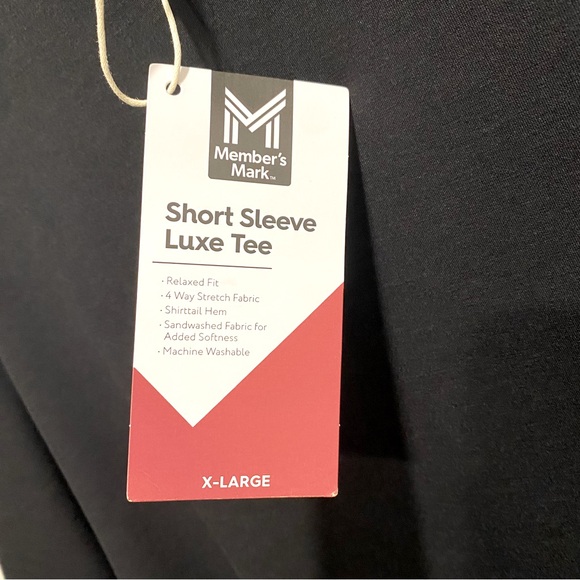 Member's
Mark™
Short Sleeve
Luxe Tee
· Relaxed Fit
· 4 Way Stretch Fabric
· Shirttail Hem
· Sandwashed Fabric for
Added Softness
· Machine Washable
X-LARGE